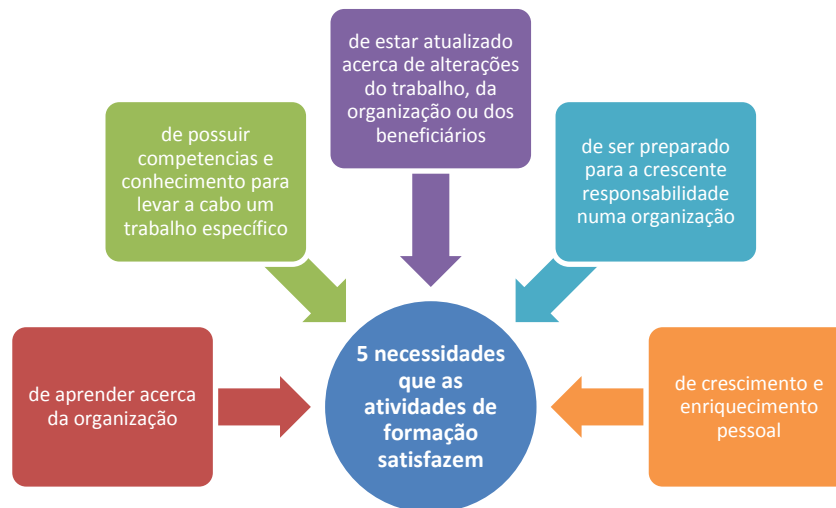 de estar atualizado
acerca de alterações
do trabalho, da
organização ou dos
beneficiários
de possuir
competencias e
conhecimento para
levar a cabo um
trabalho específico
de ser preparado
para a crescente
responsabilidade
numa organização
de aprender acerca
da organização
5 necessidades
que as
atividades de
formação
satisfazem
de crescimento e
enriquecimento
pessoal